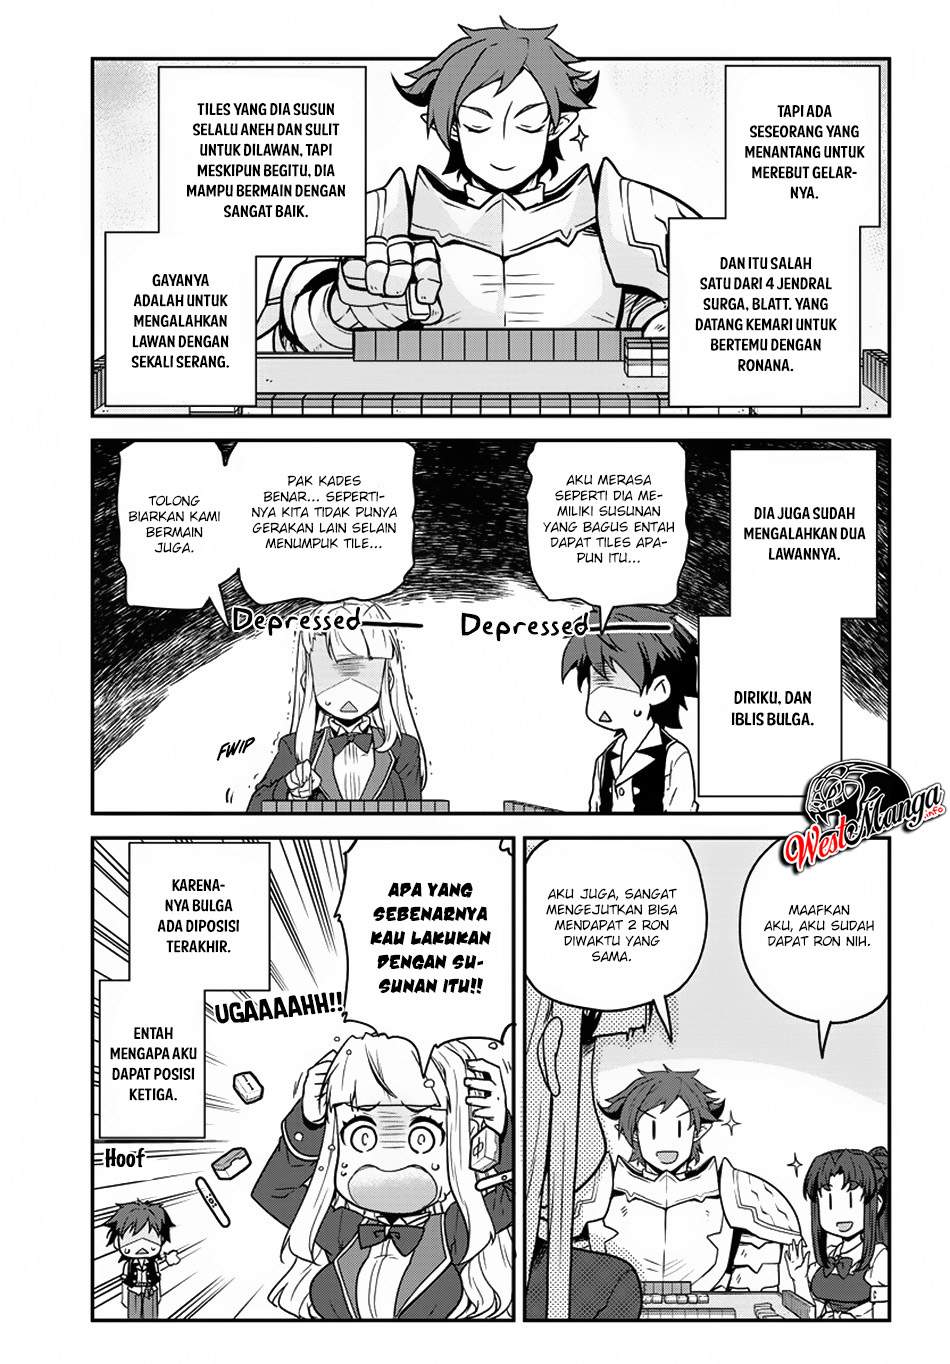 TAPI ADA
SESEORANG YANG
MENANTANG UNTUK
MEREBUT GELAR-
NYA.
DAN ITU SALAH
SATU DARI 4 JENDRAL
SURGA, BLATT. YANG
DATANG KEMARI UNTUK
BERTEMU DENGAN
RONANA.
TILES YANG DIA SUSUN
SELALU ANEH DAN SULIT
UNTUK DILAWAN, TAPI
MESKIPUN BEGITU, DIA
MAMPU BERMAIN DENGAN
SANGAT BAIK.
GAYANYA
ADALAH UNTUK
MENGALAHKAN
LAWAN DENGAN
SEKALI SERANG.
DIA JUGA SUDAH
MENGALAHKAN DUA
LAWANNYA.
DIRIKU, DAN
IBLIS BULGA.
AKU MERASA
SEPERTI DIA ME-
MILIKI SUSUNAN
YANG BAGUS ENTAH
DAPAT TILES APA-
PUN ITU...
PAK KADES
BENAR... SEPERTI-
NYA KITA TIDAK PUNYA
GERAKAN LAIN SELAIN
MENUMPUK TILE...
TOLONG
BIARKAN KAMI
BERMAIN
JUGA.
Depressed
Depressed
FWIP
WestManga
.info
MAAFKAN
AKU, AKU SUDAH
DAPAT RON NIH.
AKU JUGA, SANGAT
MENGEJUTKAN BISA
MENDAPAT 2 RON
DIWAKTU YANG
SAMA.
APA YANG
SEBENARNYA
KAU LAKUKAN
DENGAN SU-
SUNAN ITU!!
UGAAAAHH!!
KARENA-
NYA BULGA
ADA DIPOSISI
TERAKHIR.
ENTAH
MENGAPA AKU
DAPAT POSISI
KETIGA.
Hoof